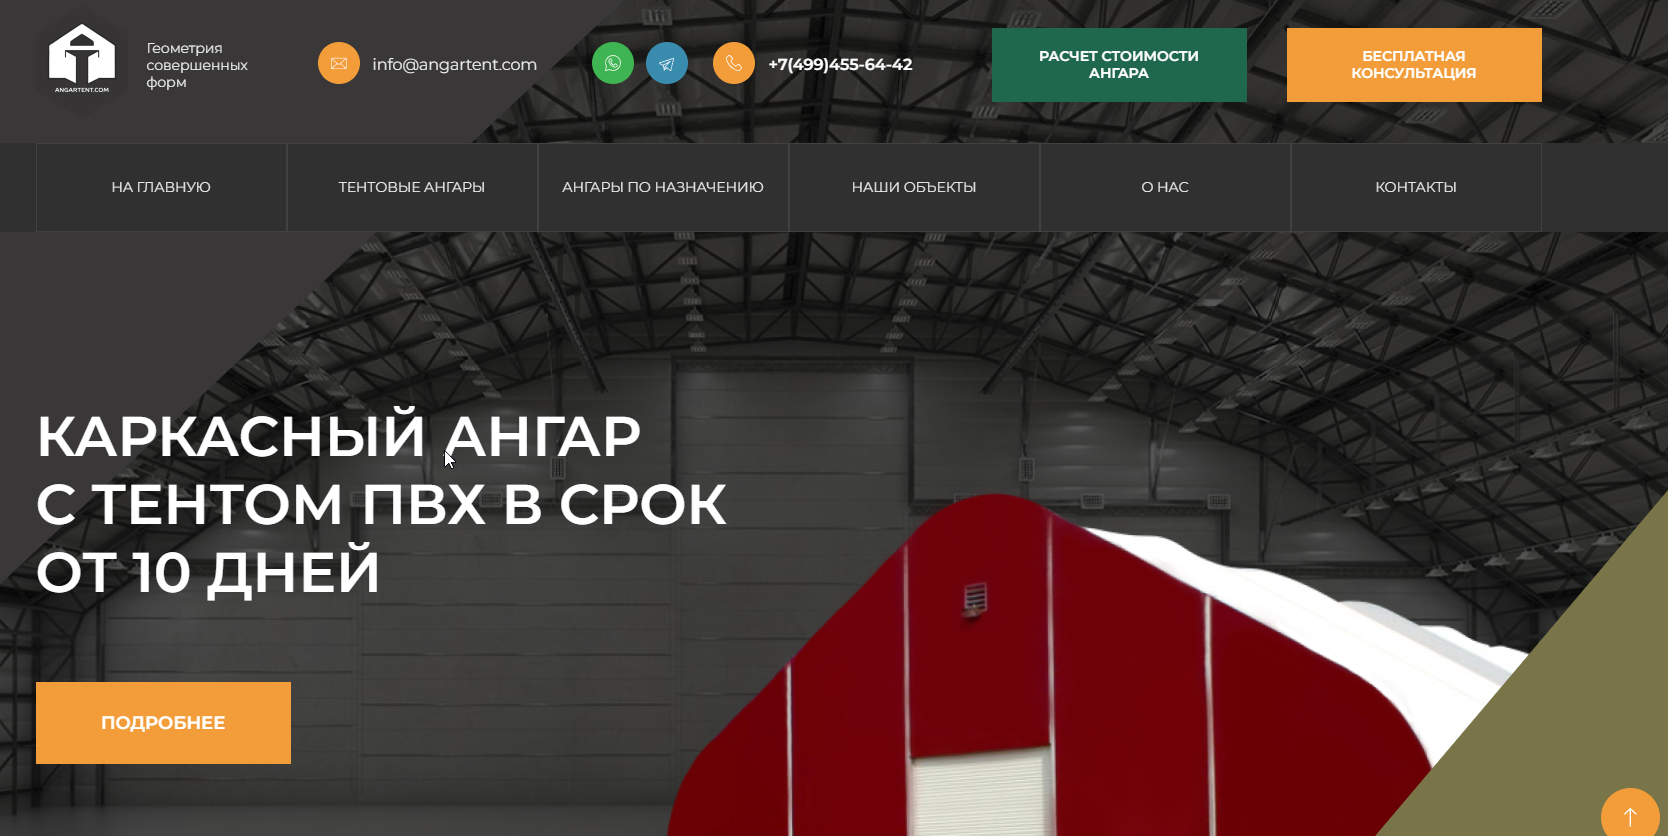 ANGARTENT.COM
Геометрия
совершенных
форм
info@angartent.com
+7(499)455-64-42
РАСЧЕТ СТОИМОСТИ
АНГАРА
БЕСПЛАТНАЯ
КОНСУЛЬТАЦИЯ
НА ГЛАВНУЮ
ТЕНТОВЫЕ АНГАРЫ
АНГАРЫ ПО НАЗНАЧЕНИЮ
НАШИ ОБЪЕКТЫ
О НАС
КОНТАКТЫ
КАРКАСНЫЙ АНГАР
С ТЕНТОМ ПВХ В СРОК
ОТ 10 ДНЕЙ
ПОДРОБНЕЕ